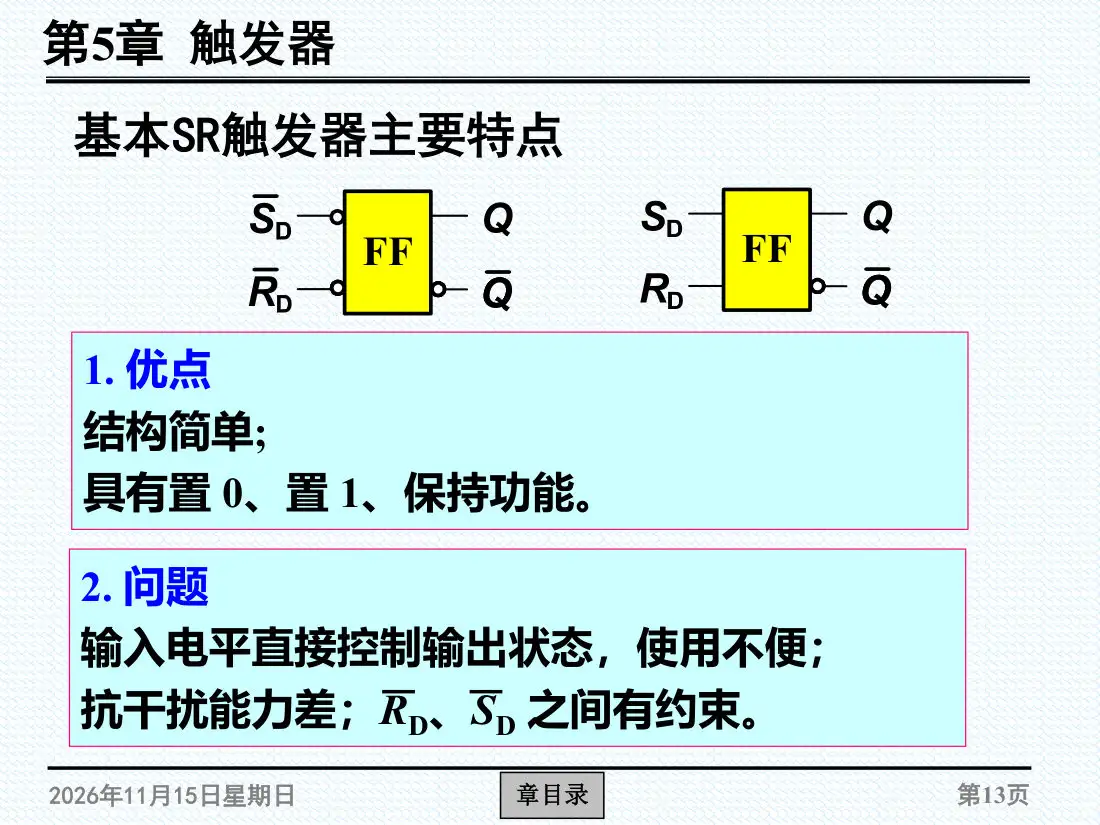 第5章 触发器
基本SR触发器主要特点
S̅D FF Q
R̅D Q̅
SD FF Q
RD Q̅
1. 优点
结构简单;
具有置 0、置 1、保持功能。
2. 问题
输入电平直接控制输出状态，使用不便；
抗干扰能力差；R̅D、S̅D 之间有约束。
2026年11月15日星期日
章目录
第13页